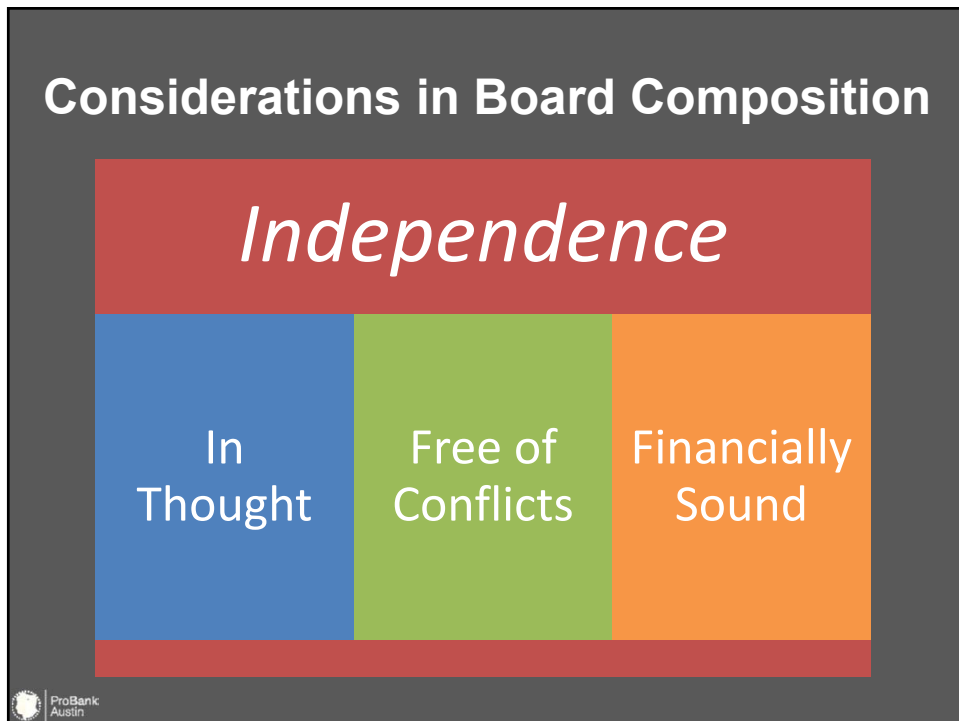 Considerations in Board Composition
Independence
In
Thought
Free of
Conflicts
Financially
Sound
ProBank
Austin